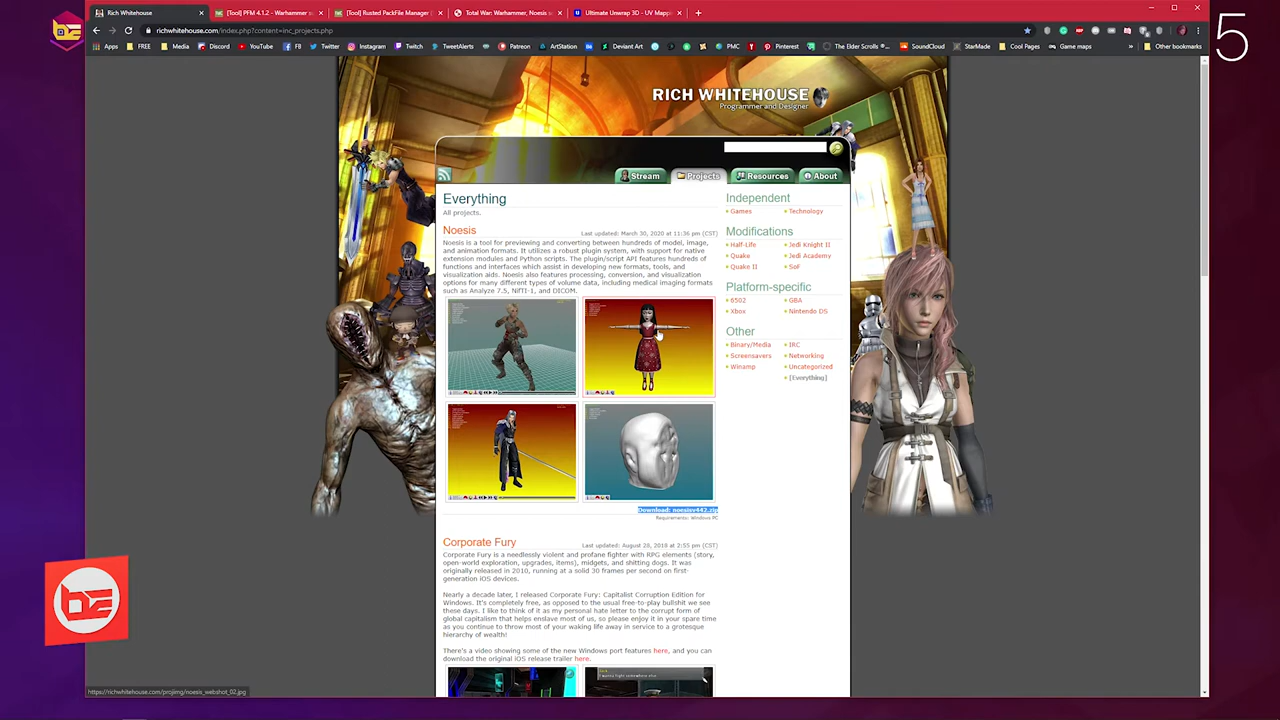 Rich Whitehouse
[Tool] PFM 4.1.2 - Warhammer
[Tool] Rusted PackFile Manager (
Total War: Warhammer, Noesis
Ultimate Unwrap 3D - UV Mapp
richwhitehouse.com/index.php?content=inc_projects.php
5
Apps
FREE
Media
Discord
YouTube
FB
Twitter
Instagram
Twitch
TweetAlerts
Patreon
ArtStation
Deviant Art
PMC
Pinterest
The Elder Scrolls
SoundCloud
StarMade
Cool Pages
Game maps
Other bookmarks
RICH WHITEHOUSE
Programmer and Designer
Stream
Projects
Resources
About
Everything
All projects.
Noesis
Last updated: March 30, 2020 at 11:36 pm (CST)
Noesis is a tool for previewing and converting between hundreds of model, image,
and animation formats. It utilizes a robust plugin system, with support for native
extension modules and Python scripts. The plugin/script API features hundreds of
functions and interfaces which assist in developing new formats, tools, and
visualization aids. Noesis also features processing, conversion, and visualization
options for many different types of volume data, including medical imaging formats
such as Analyze 7.5, NifTI-1, and DICOM.
Download: noesisv442.zip
Requirements: Windows PC
Corporate Fury
Last updated: August 28, 2018 at 2:55 pm (CST)
Corporate Fury is a needlessly violent and profane fighter with RPG elements (story,
open-world exploration, upgrades, items), midgets, and shitting dogs. It was
originally released in 2010, running at a solid 30 frames per second on first-
generation iOS devices.
Nearly a decade later, I released Corporate Fury: Capitalist Corruption Edition for
Windows. It's completely free, as opposed to the usual free-to-play bullshit we see
these days. I like to think of it as my personal hate letter to the corrupt form of
global capitalism that helps enslave most of us, so please enjoy it in your spare time
as you continue to throw most of your waking life away in service to a grotesque
hierarchy of wealth!
There's a video showing some of the new Windows port features here, and you can
download the original iOS release trailer here.
Independent
Games
Technology
Modifications
Half-Life
Jedi Knight II
Quake
Jedi Academy
Quake II
SoF
Platform-specific
6502
GBA
Xbox
Nintendo DS
Other
Binary/Media
IRC
Screensavers
Networking
Winamp
Uncategorized
[Everything]
https://richwhitehouse.com/projimg/noesis_webshot_02.jpg